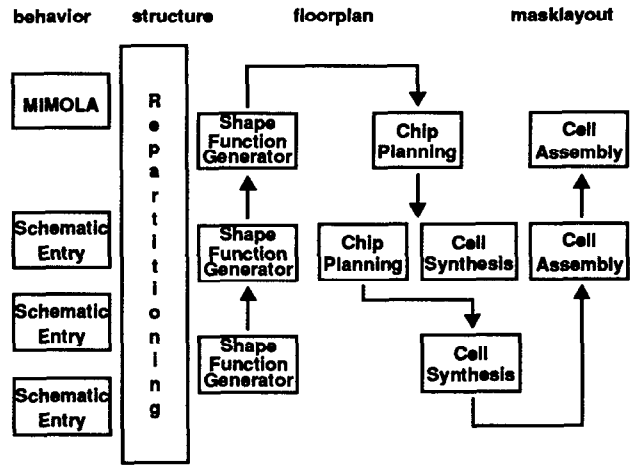 behavior structure floorplan masklayout
MIMOLA
Schematic
Entry
Schematic
Entry
Schematic
Entry
Repartitioning
Shape
Function
Generator
Shape
Function
Generator
Shape
Function
Generator
Chip
Planning
Chip
Planning
Cell
Synthesis
Cell
Synthesis
Cell
Assembly
Cell
Assembly